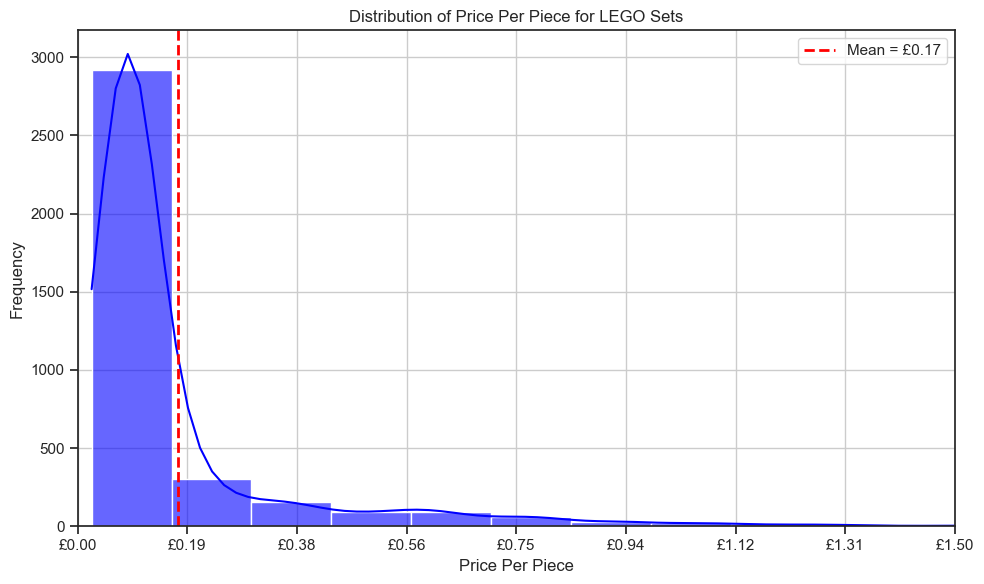 Distribution of Price Per Piece for LEGO Sets
Mean = £0.17
Frequency
3000
2500
2000
1500
1000
500
0
£0.00 £0.19 £0.38 £0.56 £0.75 £0.94 £1.12 £1.31 £1.50
Price Per Piece